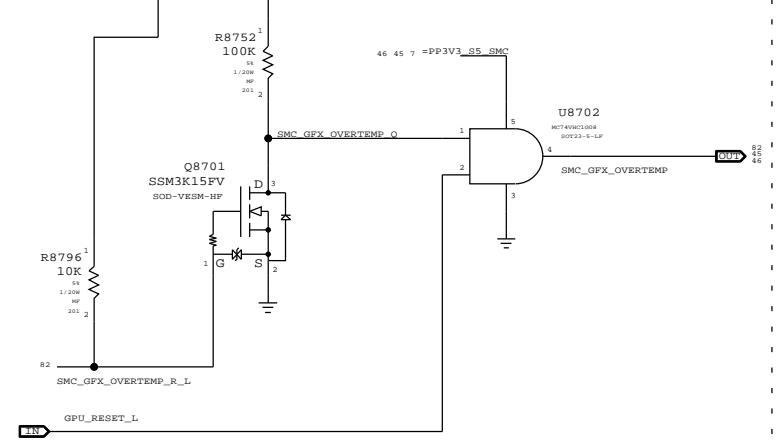 R8752 1
100K
5%
1/20W
MF
201 2
46 45 7 =PP3V3_S5_SMC
U8702
MC74VHC1G08
SOT23-5-LF
5
SMC_GFX_OVERTEMP_Q 1
4
OUT 82
45
46
2
SMC_GFX_OVERTEMP
3
Q8701
SSM3K15FV
SOD-VESM-HF
D 3
1 G S 2
R8796 1
10K
5%
1/20W
MF
201 2
82
SMC_GFX_OVERTEMP_R_L
GPU_RESET_L
IN